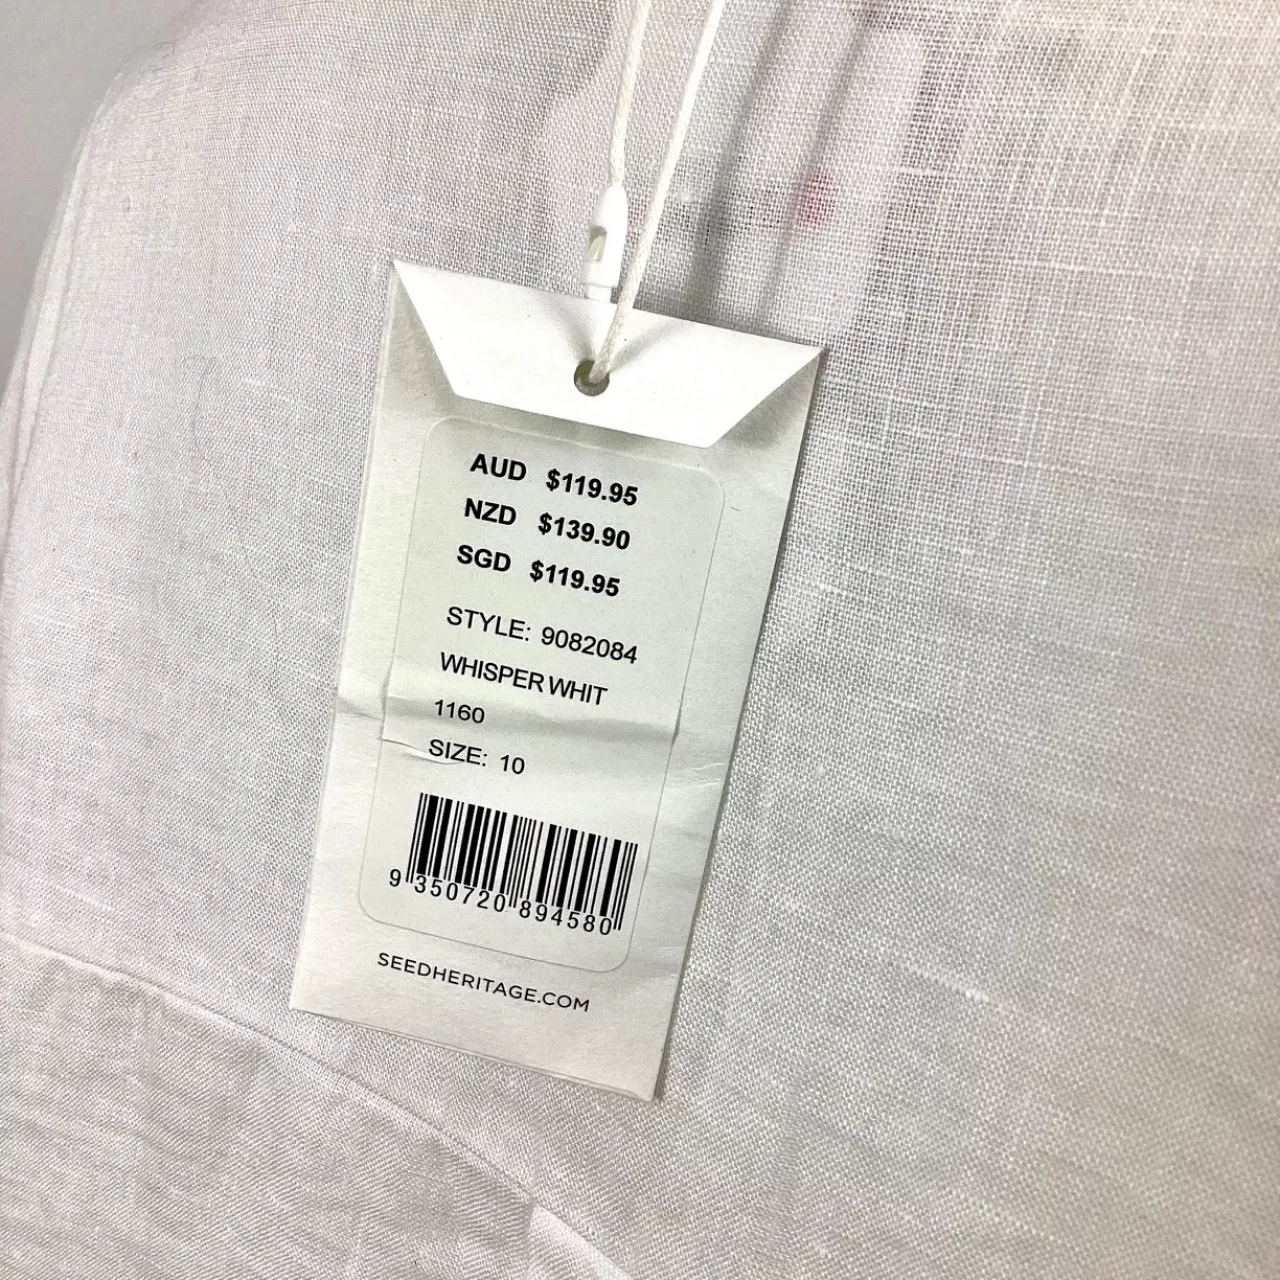 AUD $119.95
NZD $139.90
SGD $119.95
STYLE: 9082084
WHISPER WHIT
1160
SIZE: 10
9 350720 894580
SEEDHERITAGE.COM